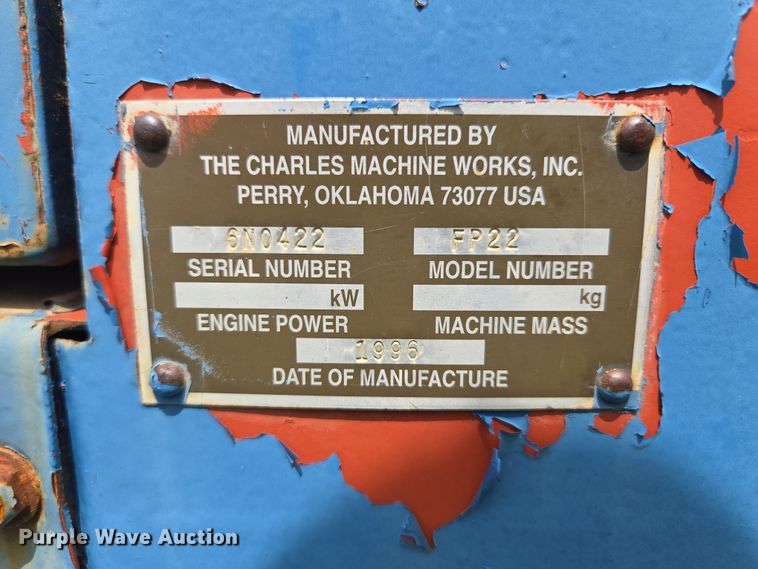 MANUFACTURED BY
THE CHARLES MACHINE WORKS, INC.
PERRY, OKLAHOMA 73077 USA
6N0422 FP22
SERIAL NUMBER MODEL NUMBER
kW kg
ENGINE POWER MACHINE MASS
1996
DATE OF MANUFACTURE
Purple Wave Auction